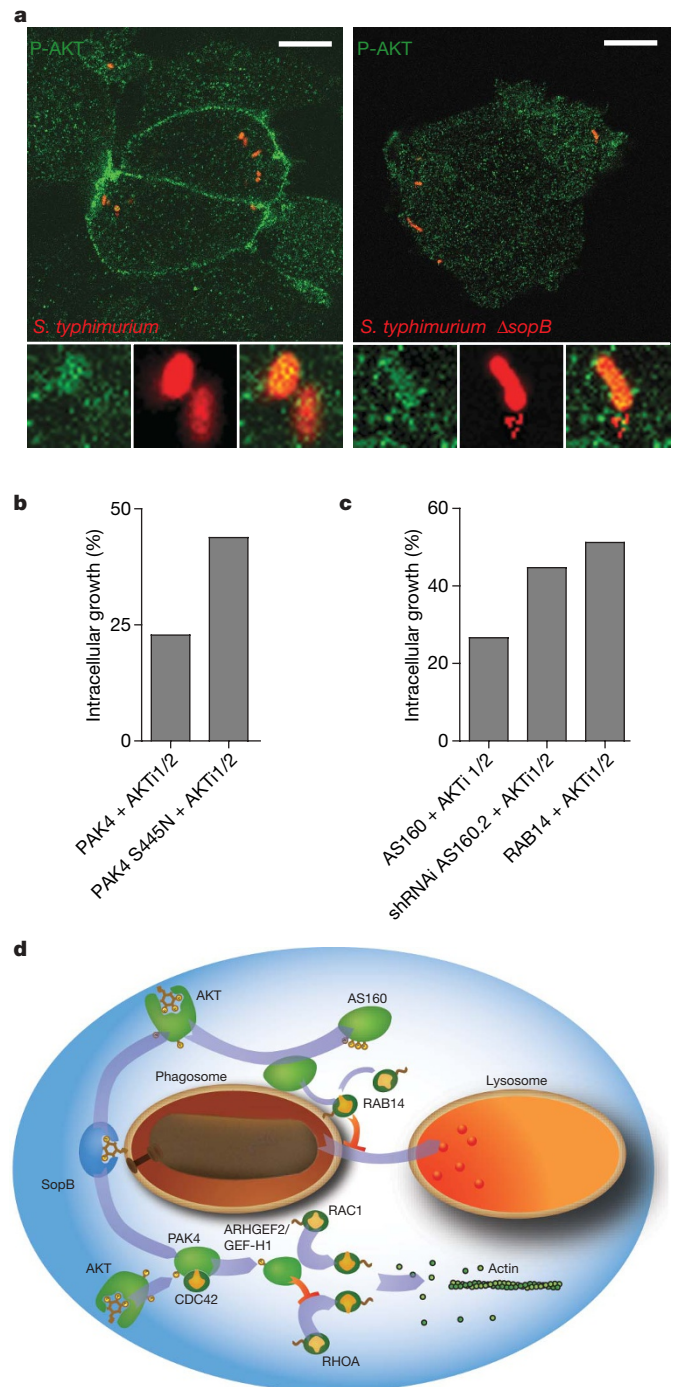 a
P-AKT
P-AKT
S. typhimurium
S. typhimurium ΔsopB
b
Intracellular growth (%)
50
25
0
PAK4 + AKTi1/2
PAK4 S445N + AKTi1/2
c
Intracellular growth (%)
60
40
20
0
AS160 + AKTi 1/2
shRNAi AS160.2 + AKTi1/2
RAB14 + AKTi1/2
d
AKT
AS160
Phagosome
Lysosome
RAB14
SopB
RAC1
ARHGEF2/
GEF-H1
PAK4
AKT
CDC42
Actin
RHOA